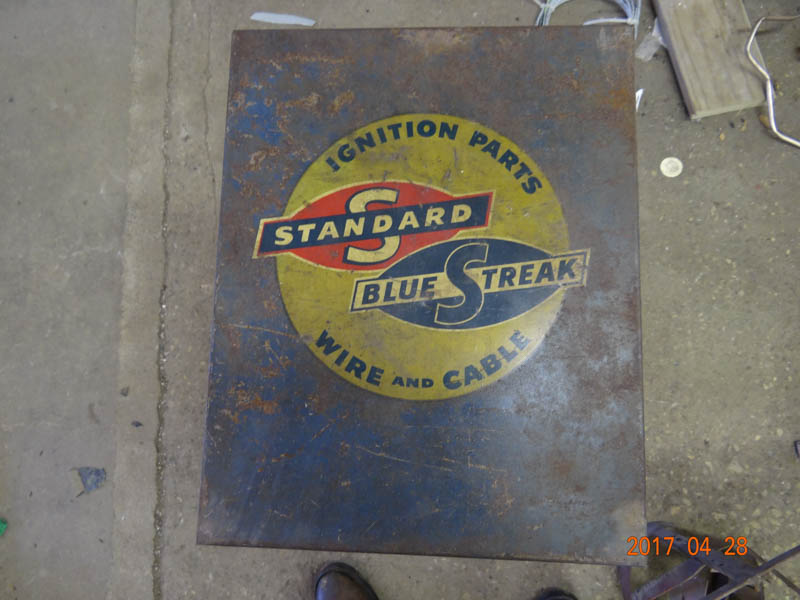 IGNITION PARTS
STANDARD
S
BLUE STREAK
WIRE AND CABLE
2017 04 28